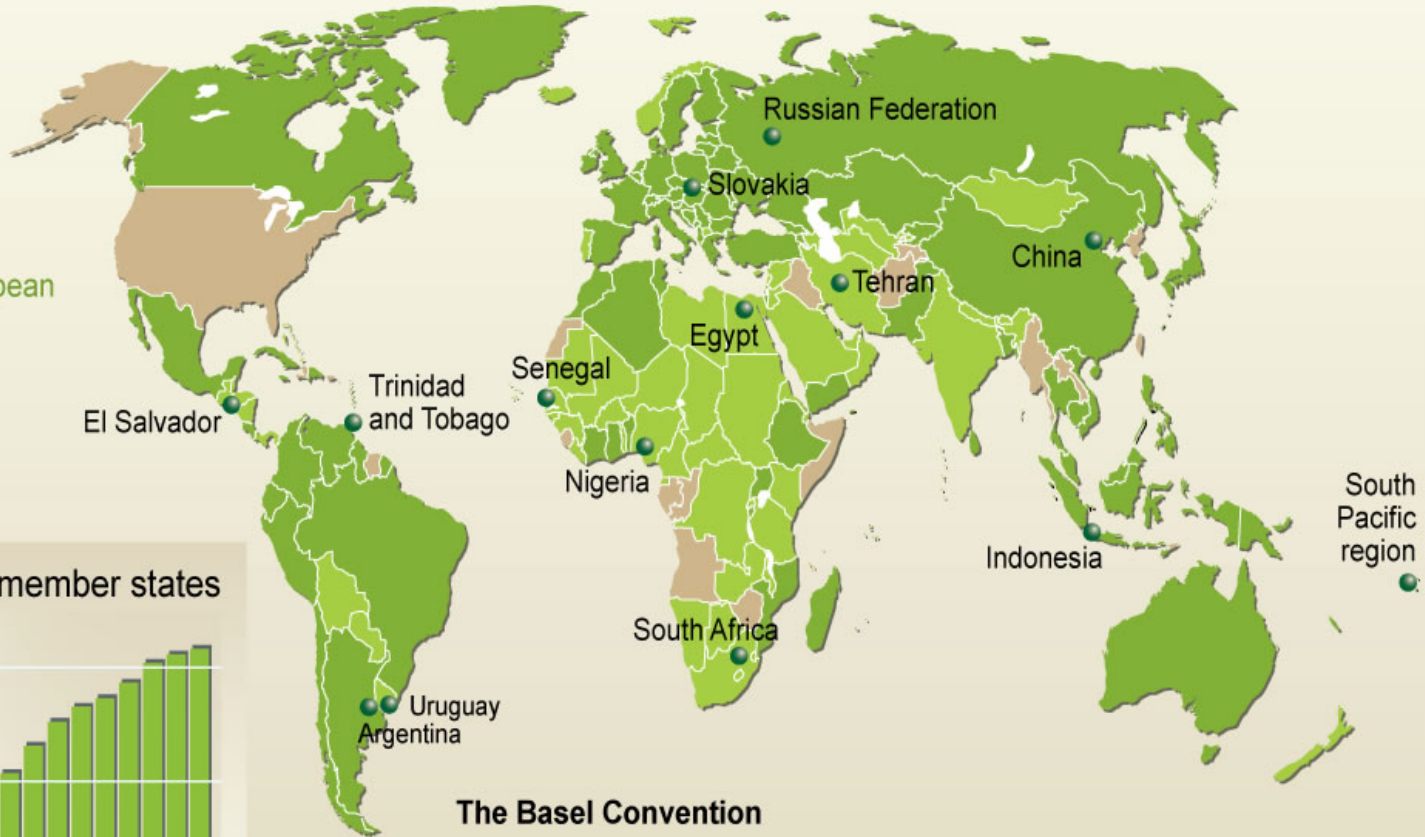 Russian Federation
Slovakia
China
pean
Tehran
Egypt
Senegal
Trinidad
and Tobago
El Salvador
Nigeria
South
Pacific
region
Indonesia
member states
South Africa
Uruguay
Argentina
The Basel Convention